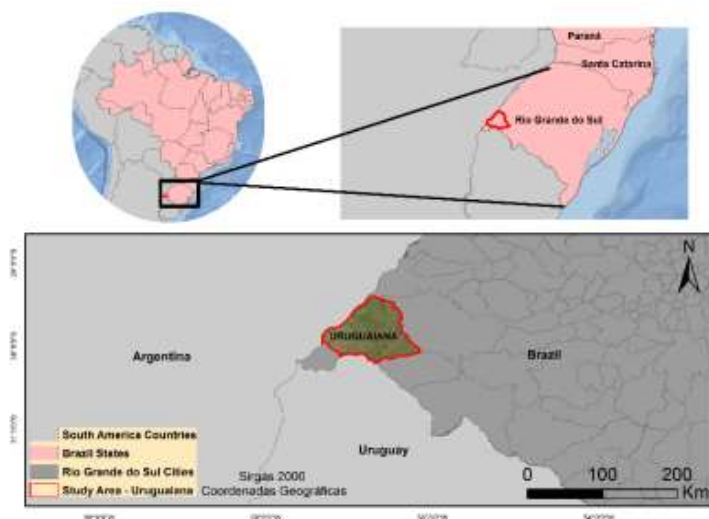 Paraná
Santa Catarina
Rio Grande do Sul
N
URUGUAIANA
Argentina
Brazil
Uruguay
South America Countries
Brazil States
Rio Grande do Sul Cities
Study Area - Uruguaiana
Sirgas 2000
Coordenadas Geográficas
0 100 200
Km